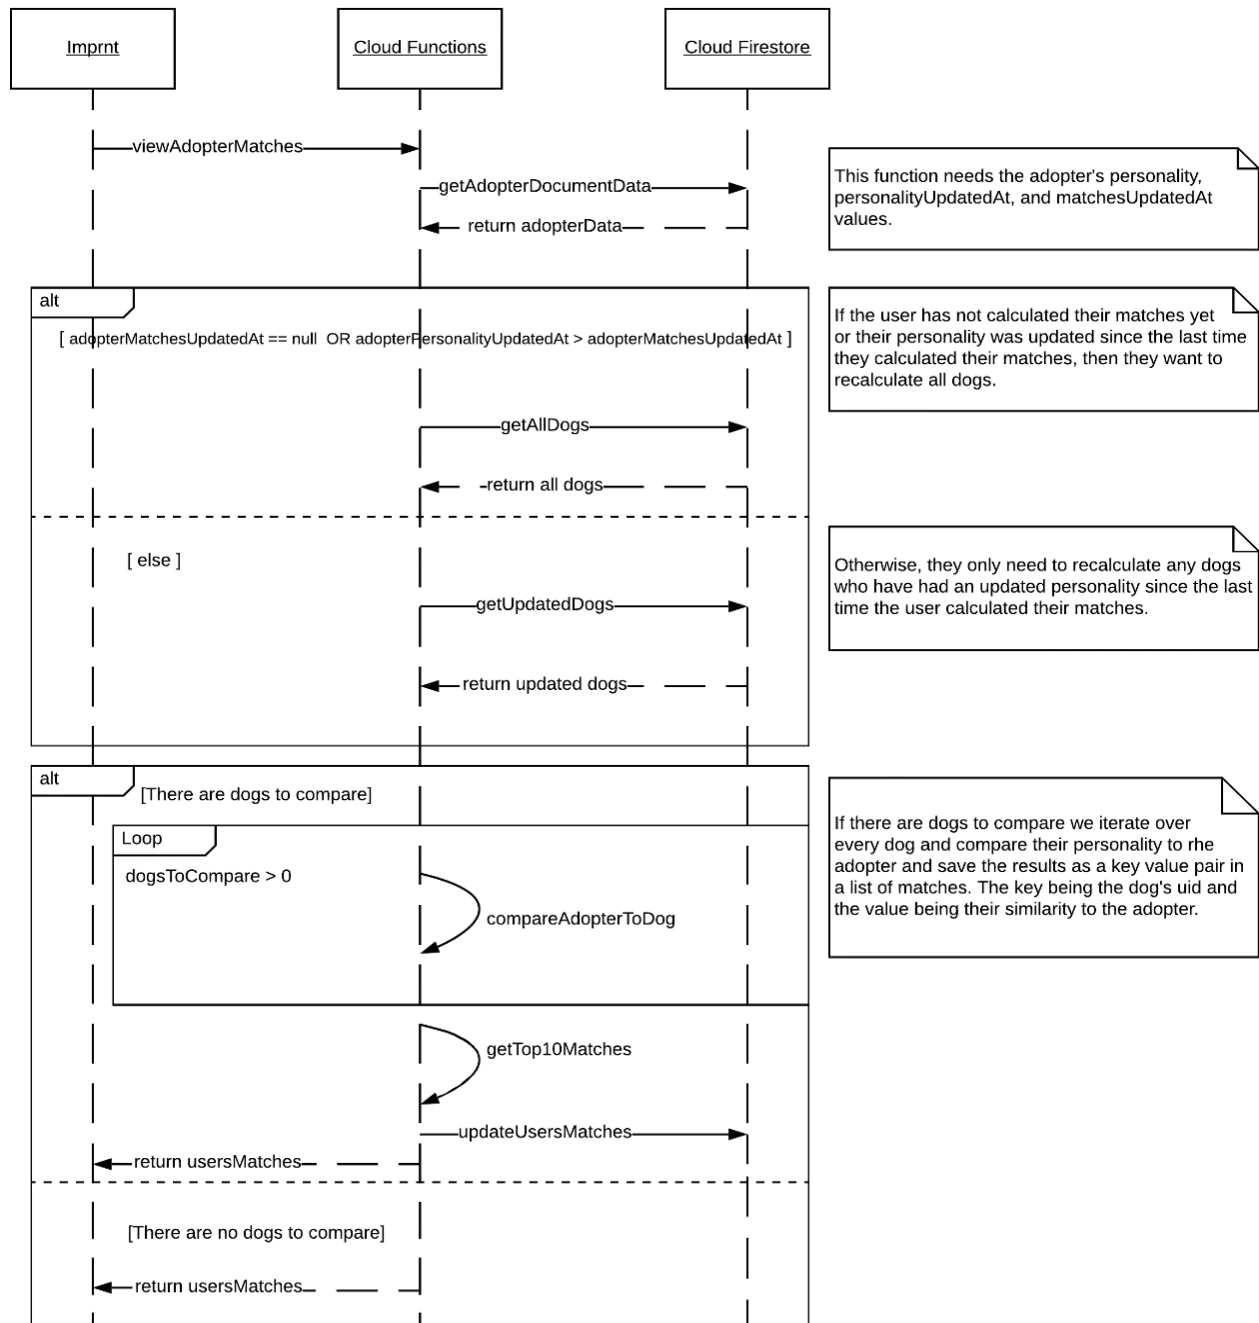 Imprnt
Cloud Functions
Cloud Firestore
viewAdopterMatches
getAdopterDocumentData
return adopterData
This function needs the adopter's personality,
personalityUpdatedAt, and matchesUpdatedAt
values.
alt
[ adopterMatchesUpdatedAt == null OR adopterPersonalityUpdatedAt > adopterMatchesUpdatedAt ]
If the user has not calculated their matches yet
or their personality was updated since the last time
they calculated their matches, then they want to
recalculate all dogs.
getAllDogs
return all dogs
[ else ]
Otherwise, they only need to recalculate any dogs
who have had an updated personality since the last
time the user calculated their matches.
getUpdatedDogs
return updated dogs
alt
[There are dogs to compare]
Loop
dogsToCompare > 0
compareAdopterToDog
If there are dogs to compare we iterate over
every dog and compare their personality to rhe
adopter and save the results as a key value pair in
a list of matches. The key being the dog's uid and
the value being their similarity to the adopter.
getTop10Matches
updateUsersMatches
return usersMatches
[There are no dogs to compare]
return usersMatches